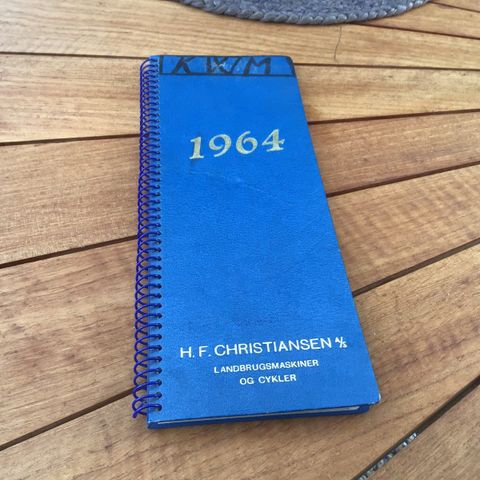 KWM
1964
H. F. CHRISTIANSEN A/S
LANDBRUGSMASKINER
OG CYKLER